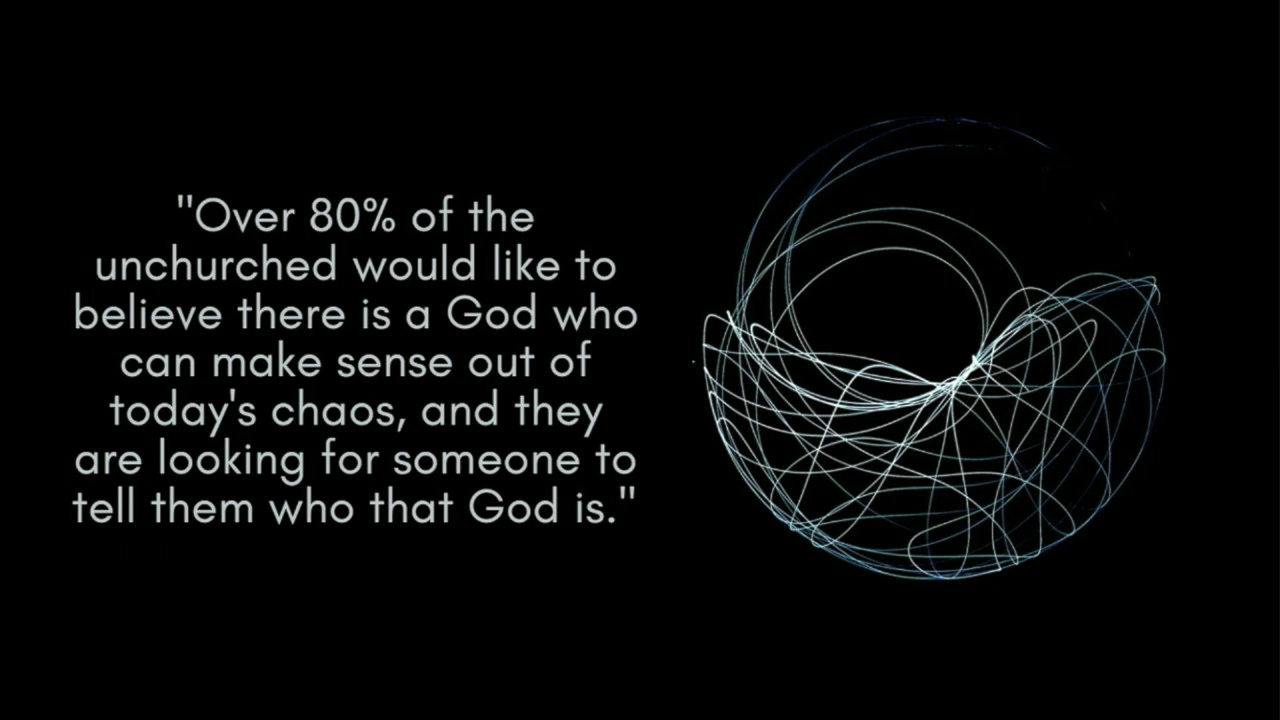 "Over 80% of the
unchurched would like to
believe there is a God who
can make sense out of
today's chaos, and they
are looking for someone to
tell them who that God is."